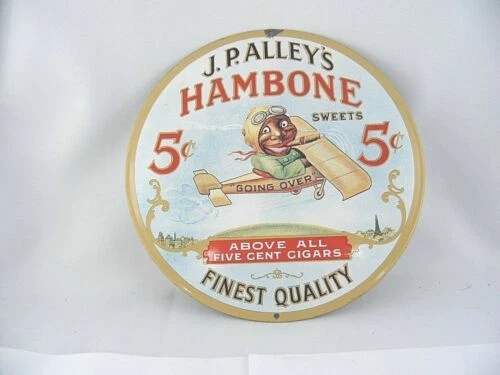 J.P. ALLEY'S
HAMBONE
SWEETS
5¢ 5¢
"GOING OVER"
ABOVE ALL
FIVE CENT CIGARS
FINEST QUALITY